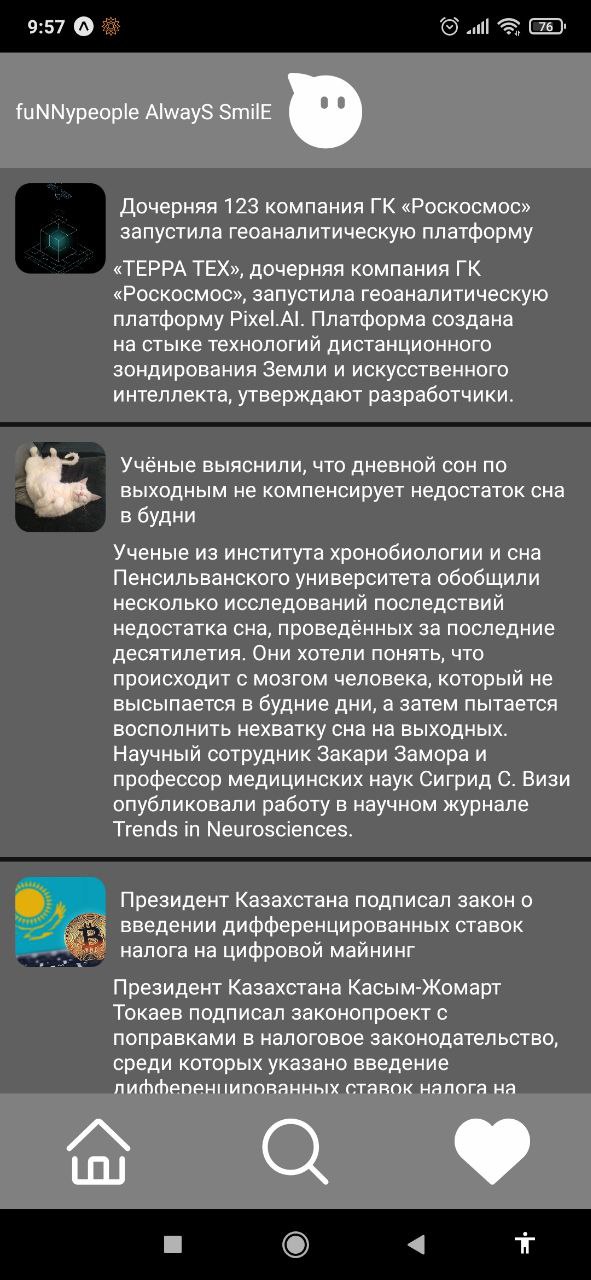 9:57
76
fuNNypeople AlwayS SmilE
Дочерняя 123 компания ГК «Роскосмос»
запустила геоаналитическую платформу
«ТЕРРА ТЕХ», дочерняя компания ГК
«Роскосмос», запустила геоаналитическую
платформу Pixel.AI. Платформа создана
на стыке технологий дистанционного
зондирования Земли и искусственного
интеллекта, утверждают разработчики.
Учёные выяснили, что дневной сон по
выходным не компенсирует недостаток сна
в будни
Ученые из института хронобиологии и сна
Пенсильванского университета обобщили
несколько исследований последствий
недостатка сна, проведённых за последние
десятилетия. Они хотели понять, что
происходит с мозгом человека, который не
высыпается в будние дни, а затем пытается
восполнить нехватку сна на выходных.
Научный сотрудник Закари Замора и
профессор медицинских наук Сигрид С. Визи
опубликовали работу в научном журнале
Trends in Neurosciences.
Президент Казахстана подписал закон о
введении дифференцированных ставок
налога на цифровой майнинг
Президент Казахстана Касым-Жомарт
Токаев подписал законопроект с
поправками в налоговое законодательство,
среди которых указано введение
дифференцированных ставок налога на